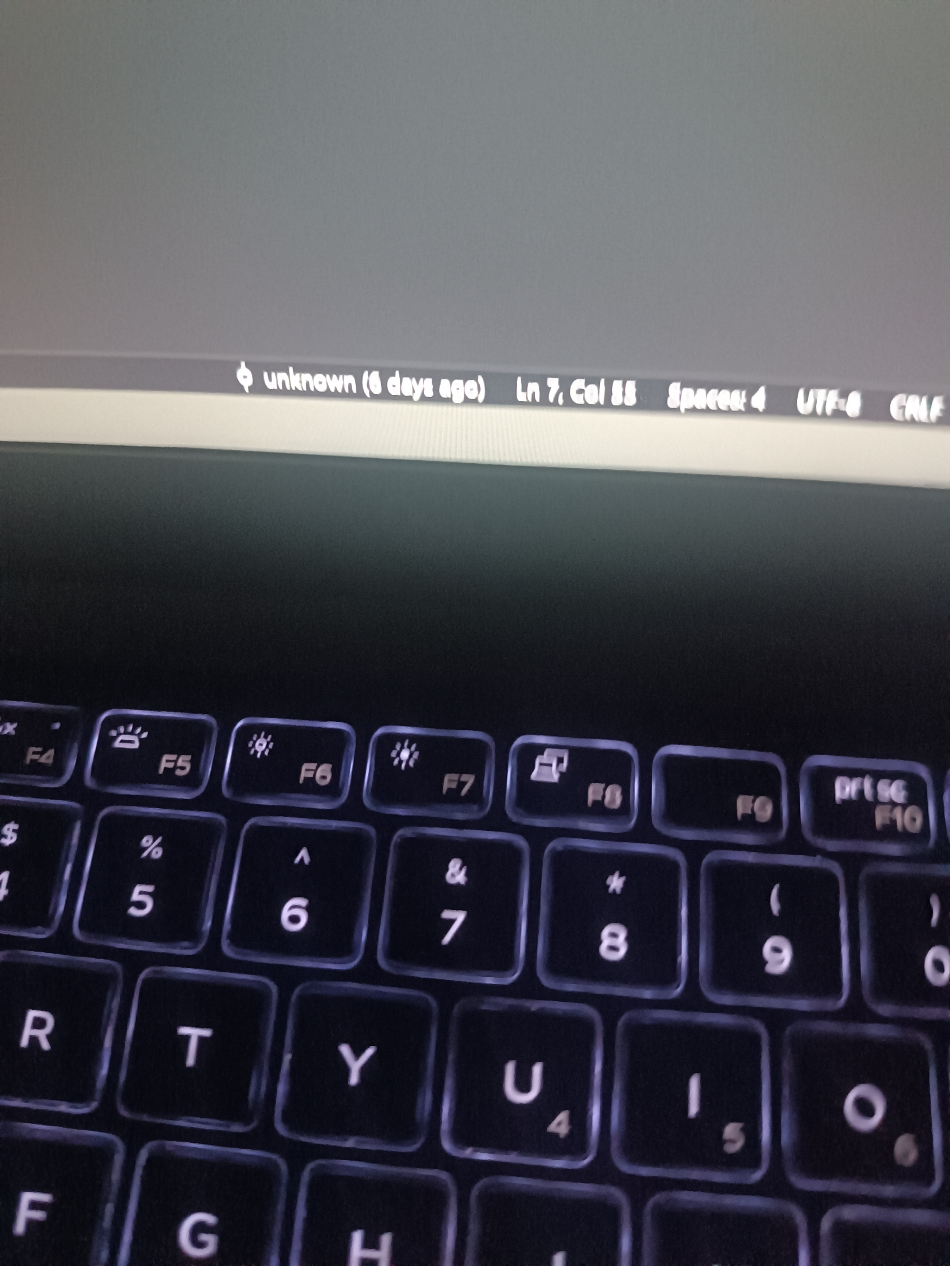 unknown (6 days ago) Ln 7, Col 55 Spaces: 4 UTF-8 CRLF
F4 F5 F6 F7 F8 F9 prt sc F10
$ % ^ & * ( )
4 5 6 7 8 9 0
R T Y U 4 I 5 O 6
F G H